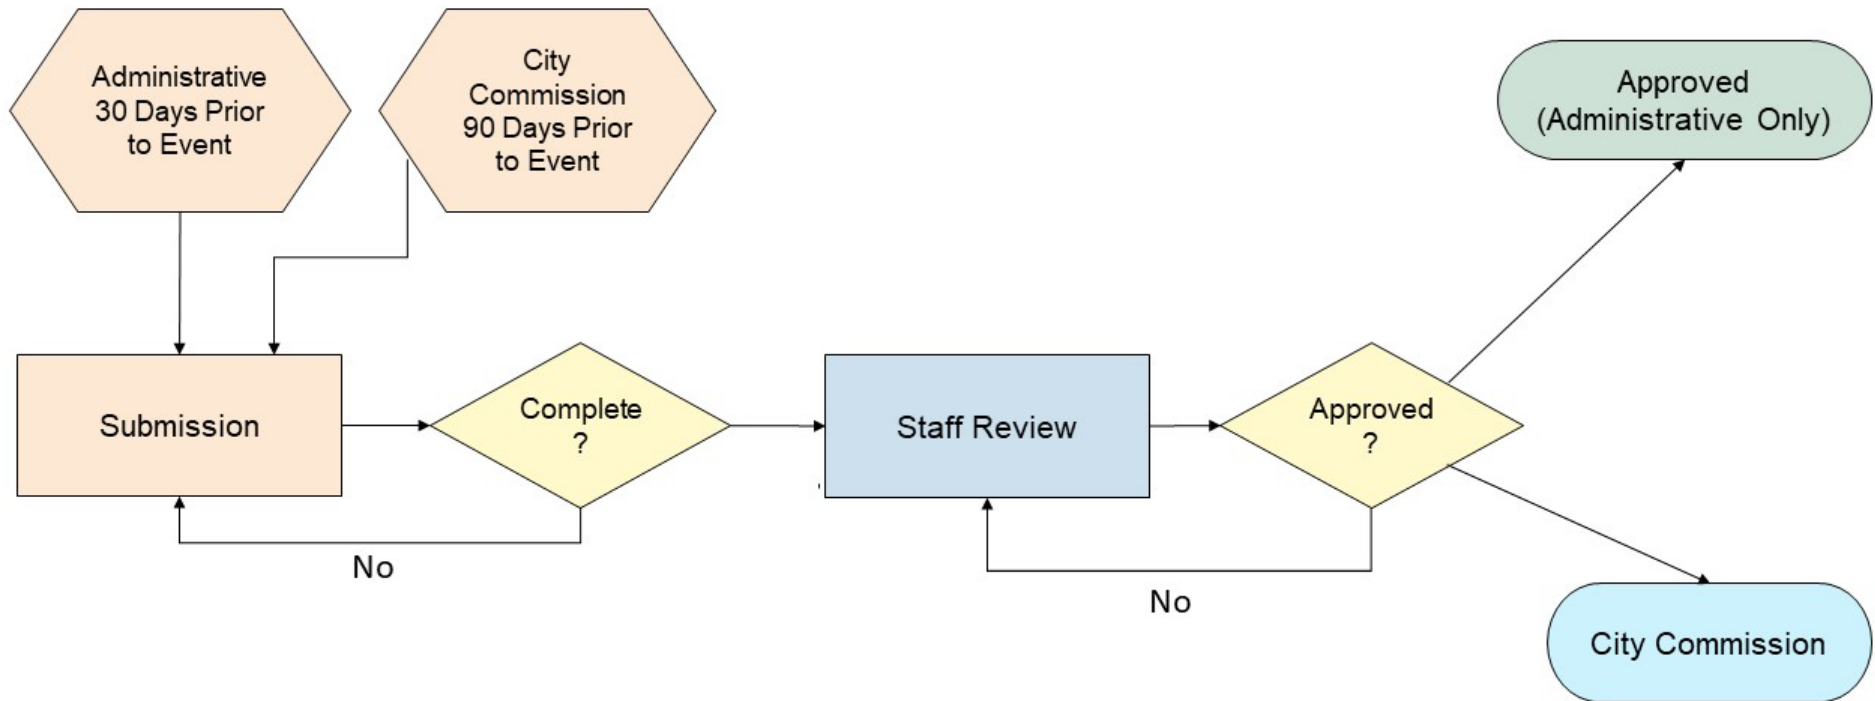 Administrative
30 Days Prior
to Event
City
Commission
90 Days Prior
to Event
Approved
(Administrative Only)
Submission
Complete
?
Staff Review
Approved
?
No
No
City Commission